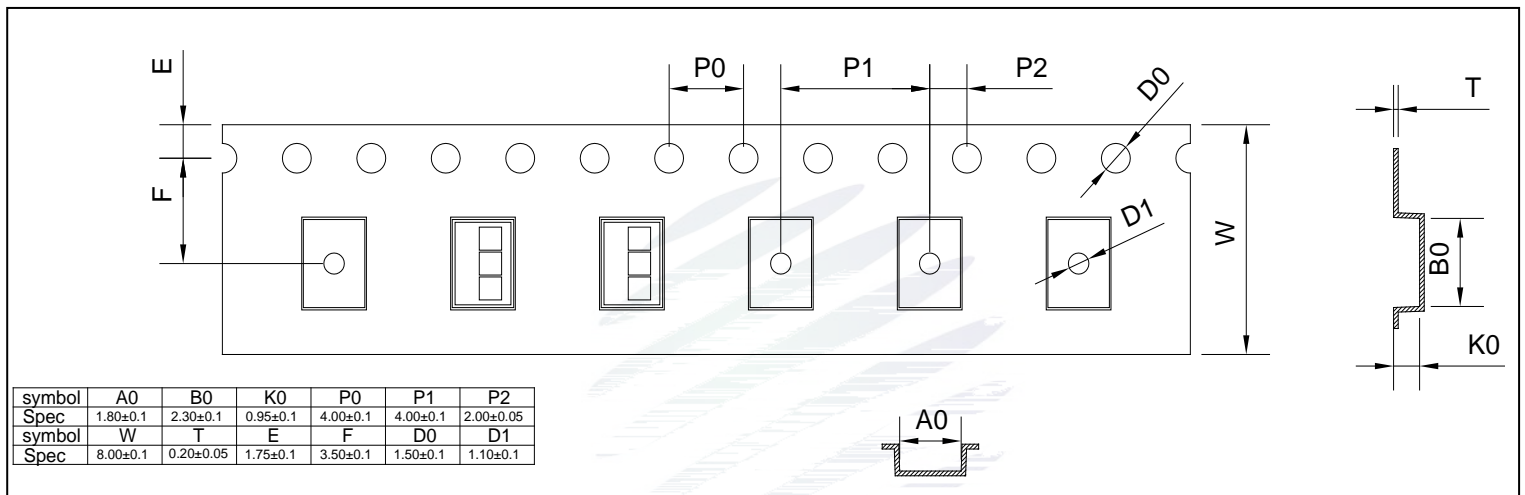 E
P0
P1
P2
D0
T
F
D1
W
B0
K0
A0
symbol A0 B0 K0 P0 P1 P2
Spec 1.80±0.1 2.30±0.1 0.95±0.1 4.00±0.1 4.00±0.1 2.00±0.05
symbol W T E F D0 D1
Spec 8.00±0.1 0.20±0.05 1.75±0.1 3.50±0.1 1.50±0.1 1.10±0.1